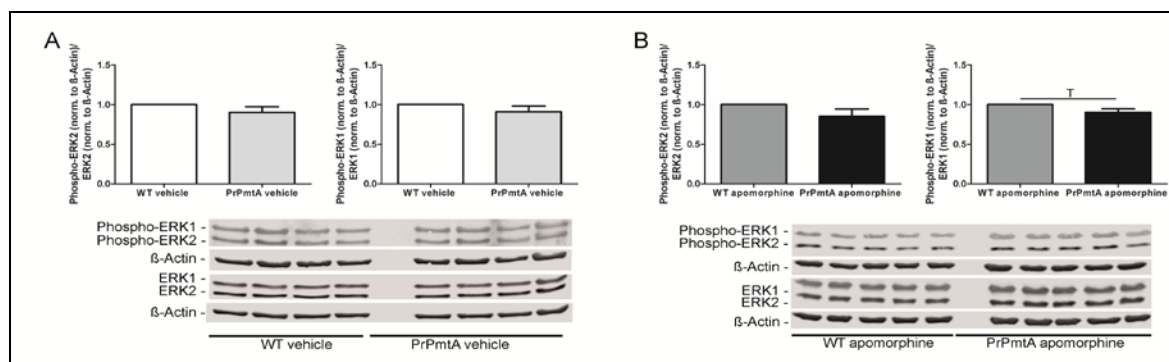 A
Phospho-ERK2 (norm. to ß-Actin)/
ERK2 (norm. to ß-Actin)
1.5
1.0
0.5
0.0
WT vehicle
PrPmtA vehicle
Phospho-ERK1 (norm. to ß-Actin)/
ERK1 (norm. to ß-Actin)
1.5
1.0
0.5
0.0
WT vehicle
PrPmtA vehicle
Phospho-ERK1 -
Phospho-ERK2 -
ß-Actin -
ERK1 -
ERK2 -
ß-Actin -
WT vehicle
PrPmtA vehicle
B
Phospho-ERK2 (norm. to ß-Actin)/
ERK2 (norm. to ß-Actin)
1.5
1.0
0.5
0.0
WT apomorphine
PrPmtA apomorphine
Phospho-ERK1 (norm. to ß-Actin)/
ERK1 (norm. to ß-Actin)
1.5
1.0
0.5
0.0
T
WT apomorphine
PrPmtA apomorphine
Phospho-ERK1 -
Phospho-ERK2 -
ß-Actin -
ERK1 -
ERK2 -
ß-Actin -
WT apomorphine
PrPmtA apomorphine